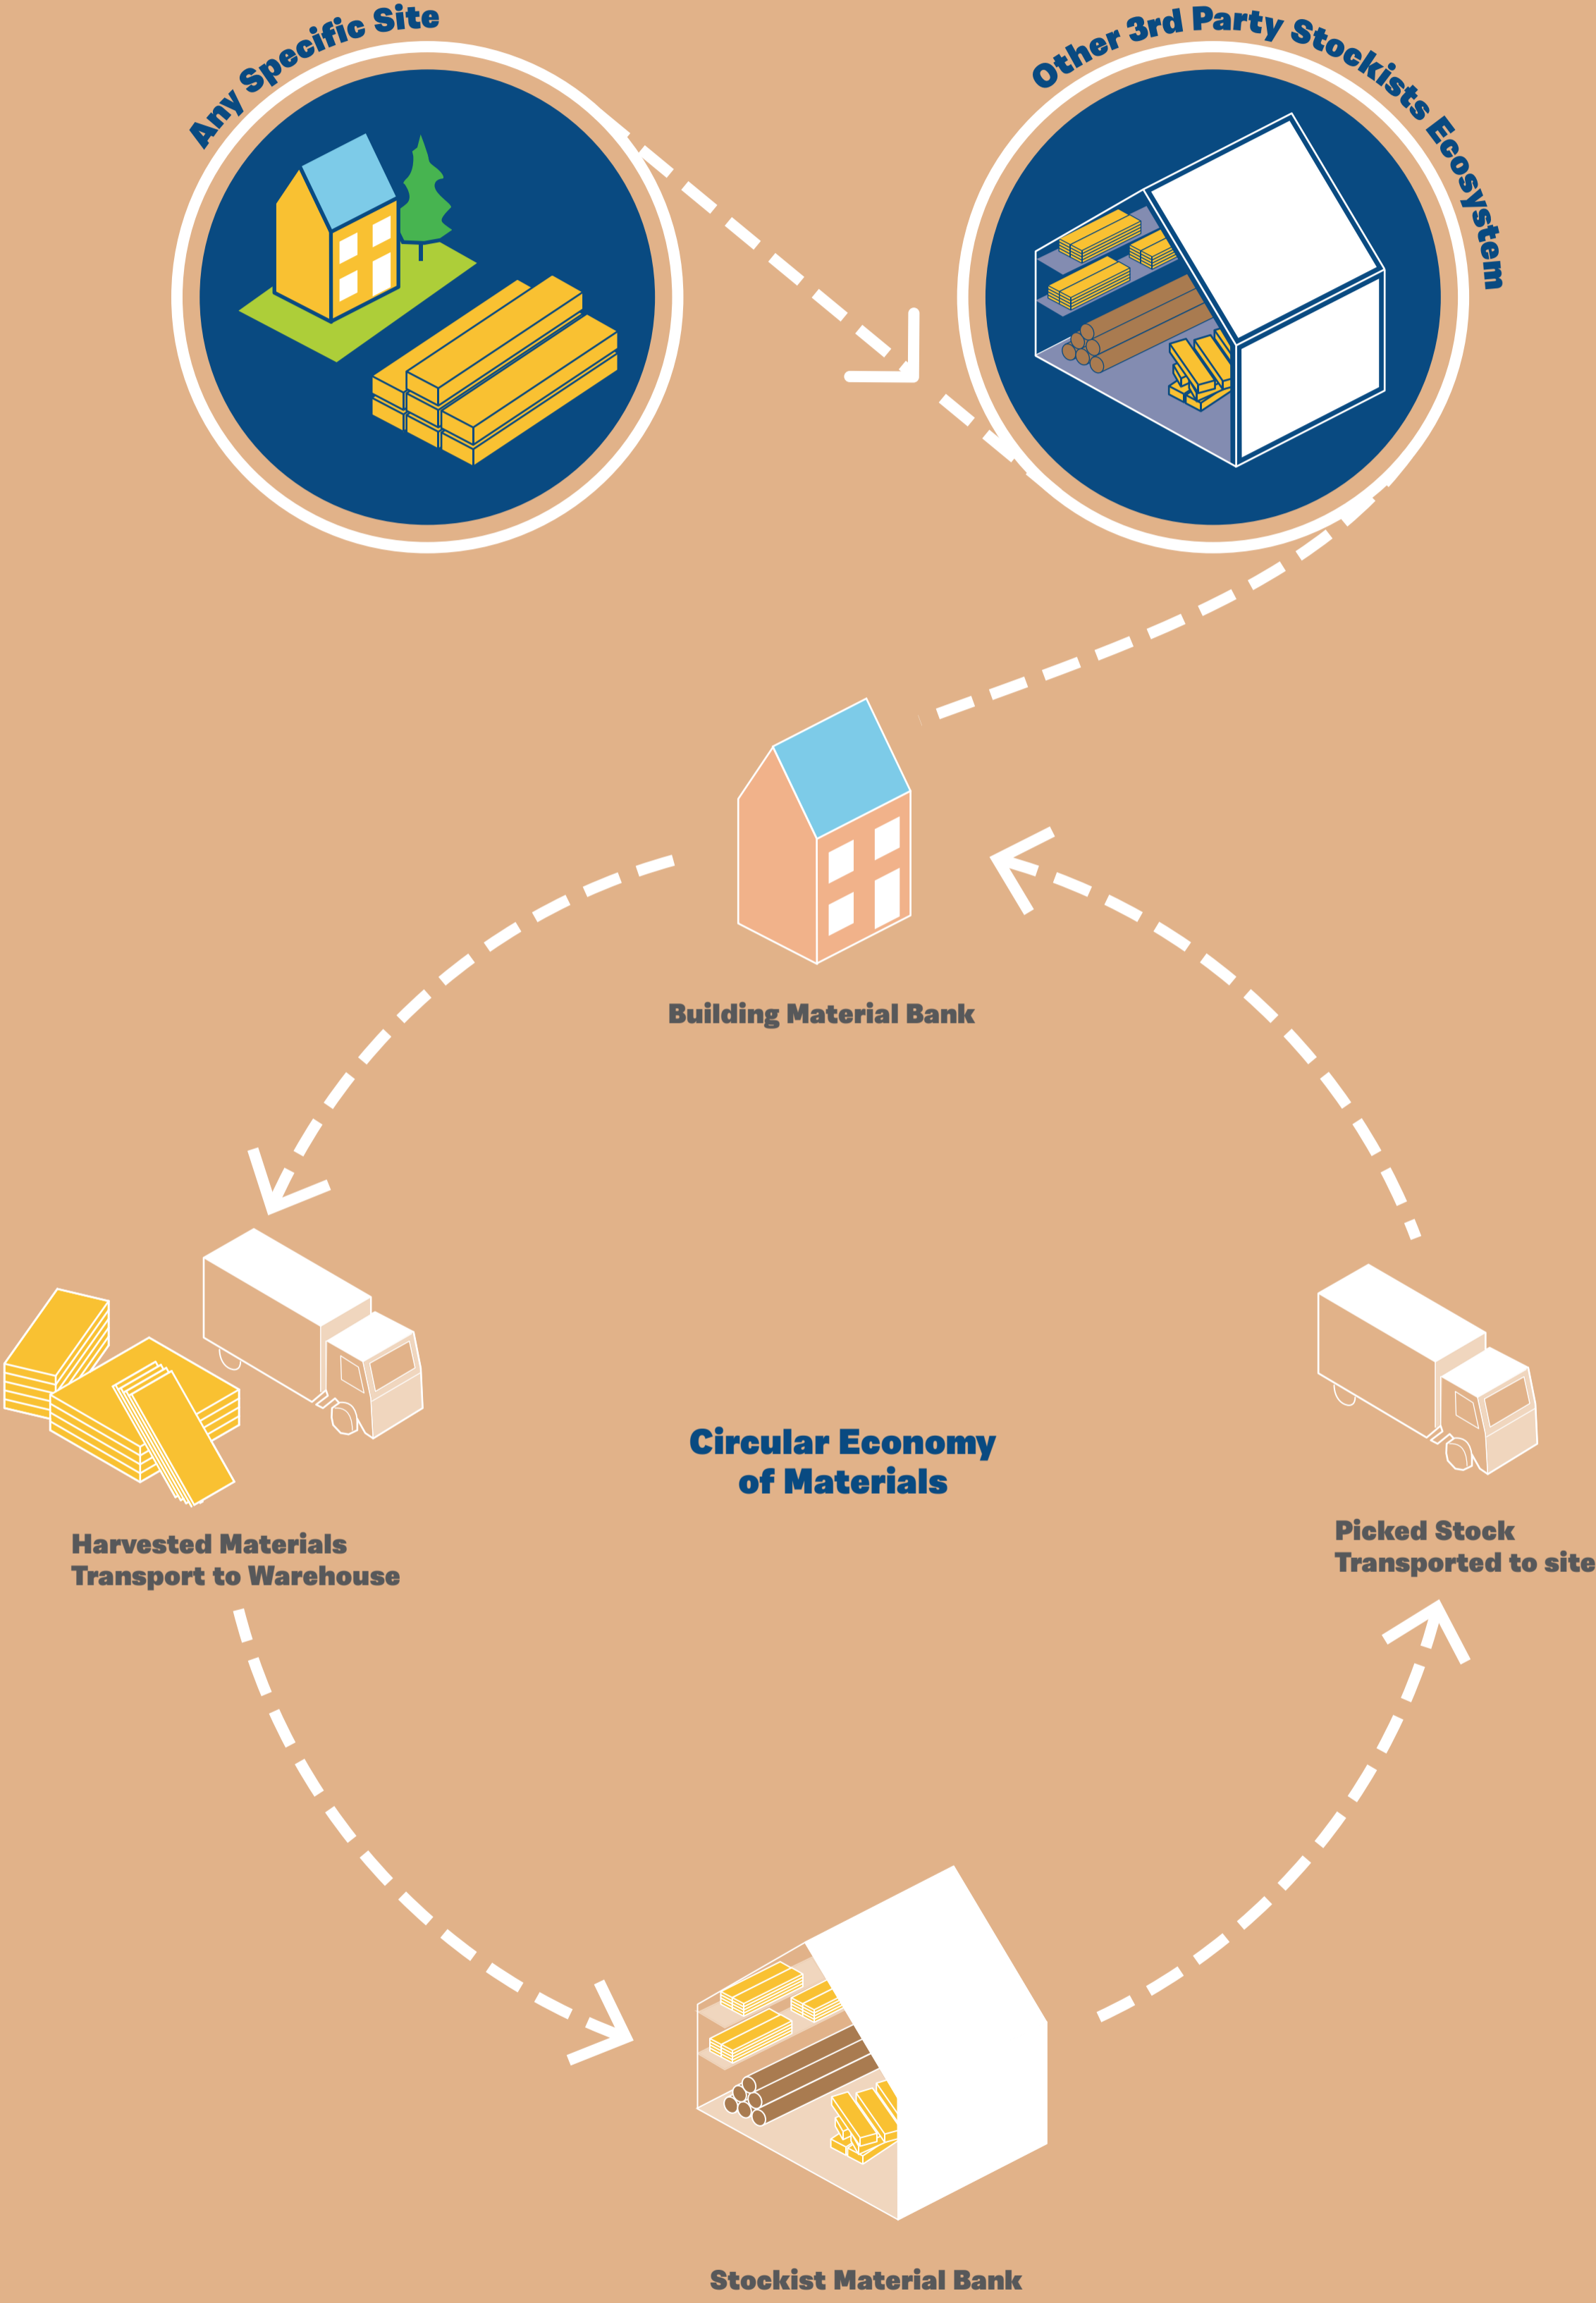 Any Specific Site
Other 3rd Party Stockists Ecosystem
Building Material Bank
Circular Economy
of Materials
Harvested Materials
Transport to Warehouse
Picked Stock
Transported to site
Stockist Material Bank